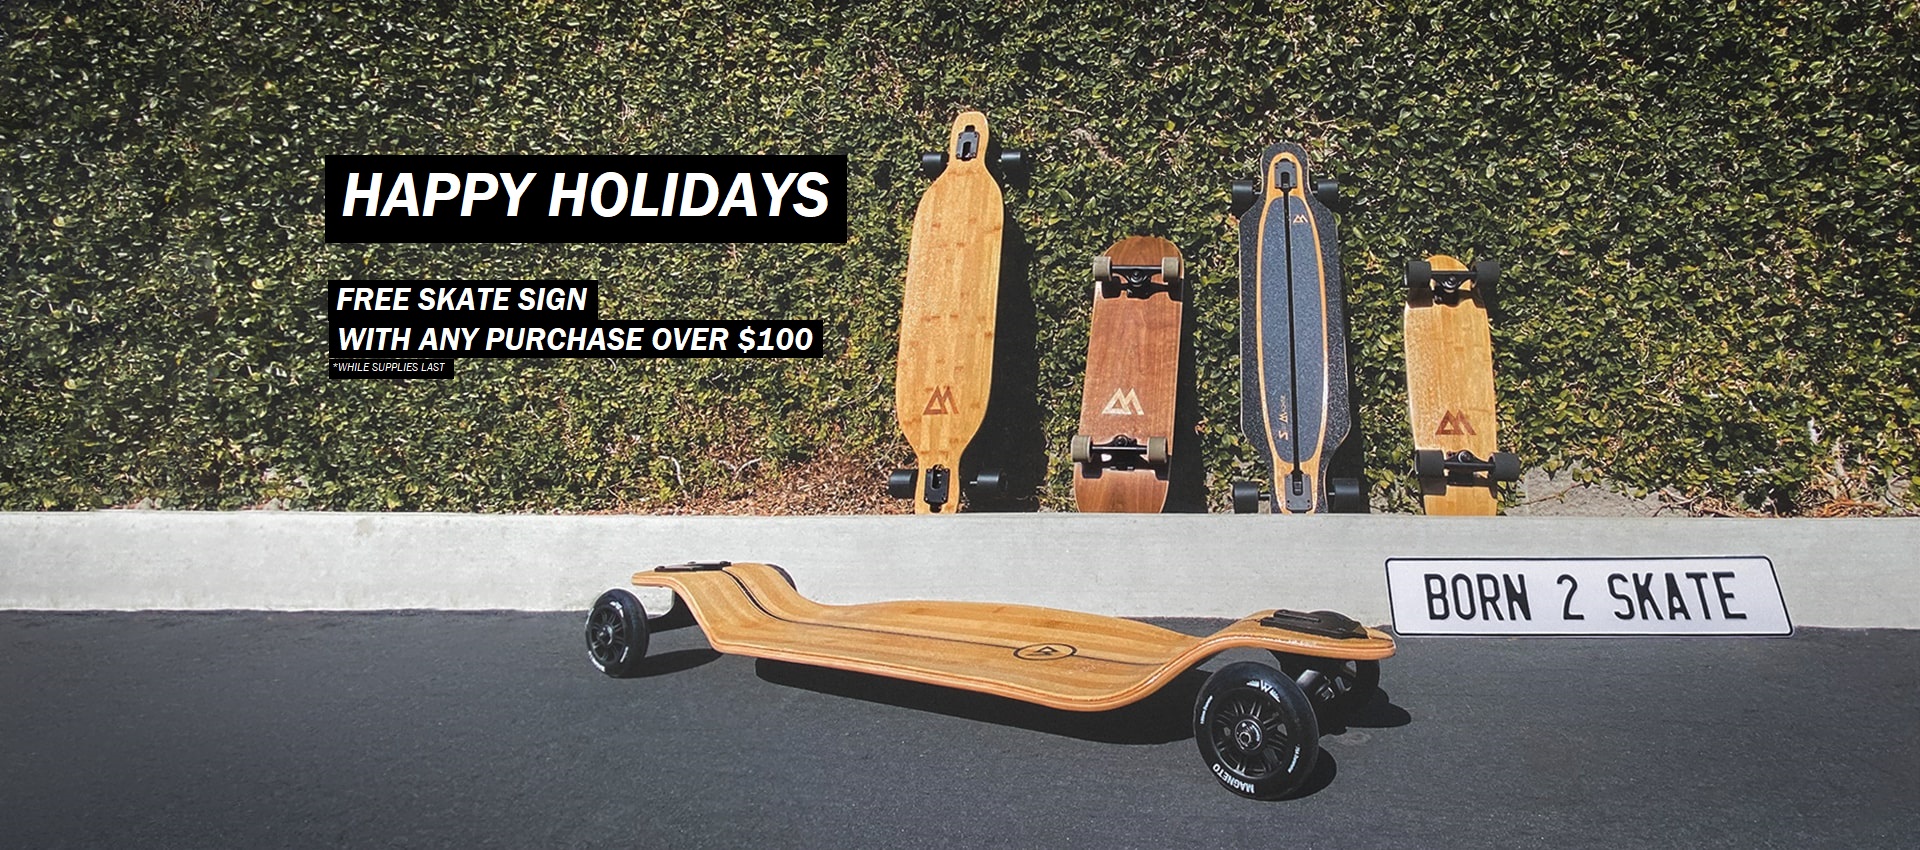 HAPPY HOLIDAYS
FREE SKATE SIGN
WITH ANY PURCHASE OVER $100
*WHILE SUPPLIES LAST
BORN 2 SKATE
MAGNETO